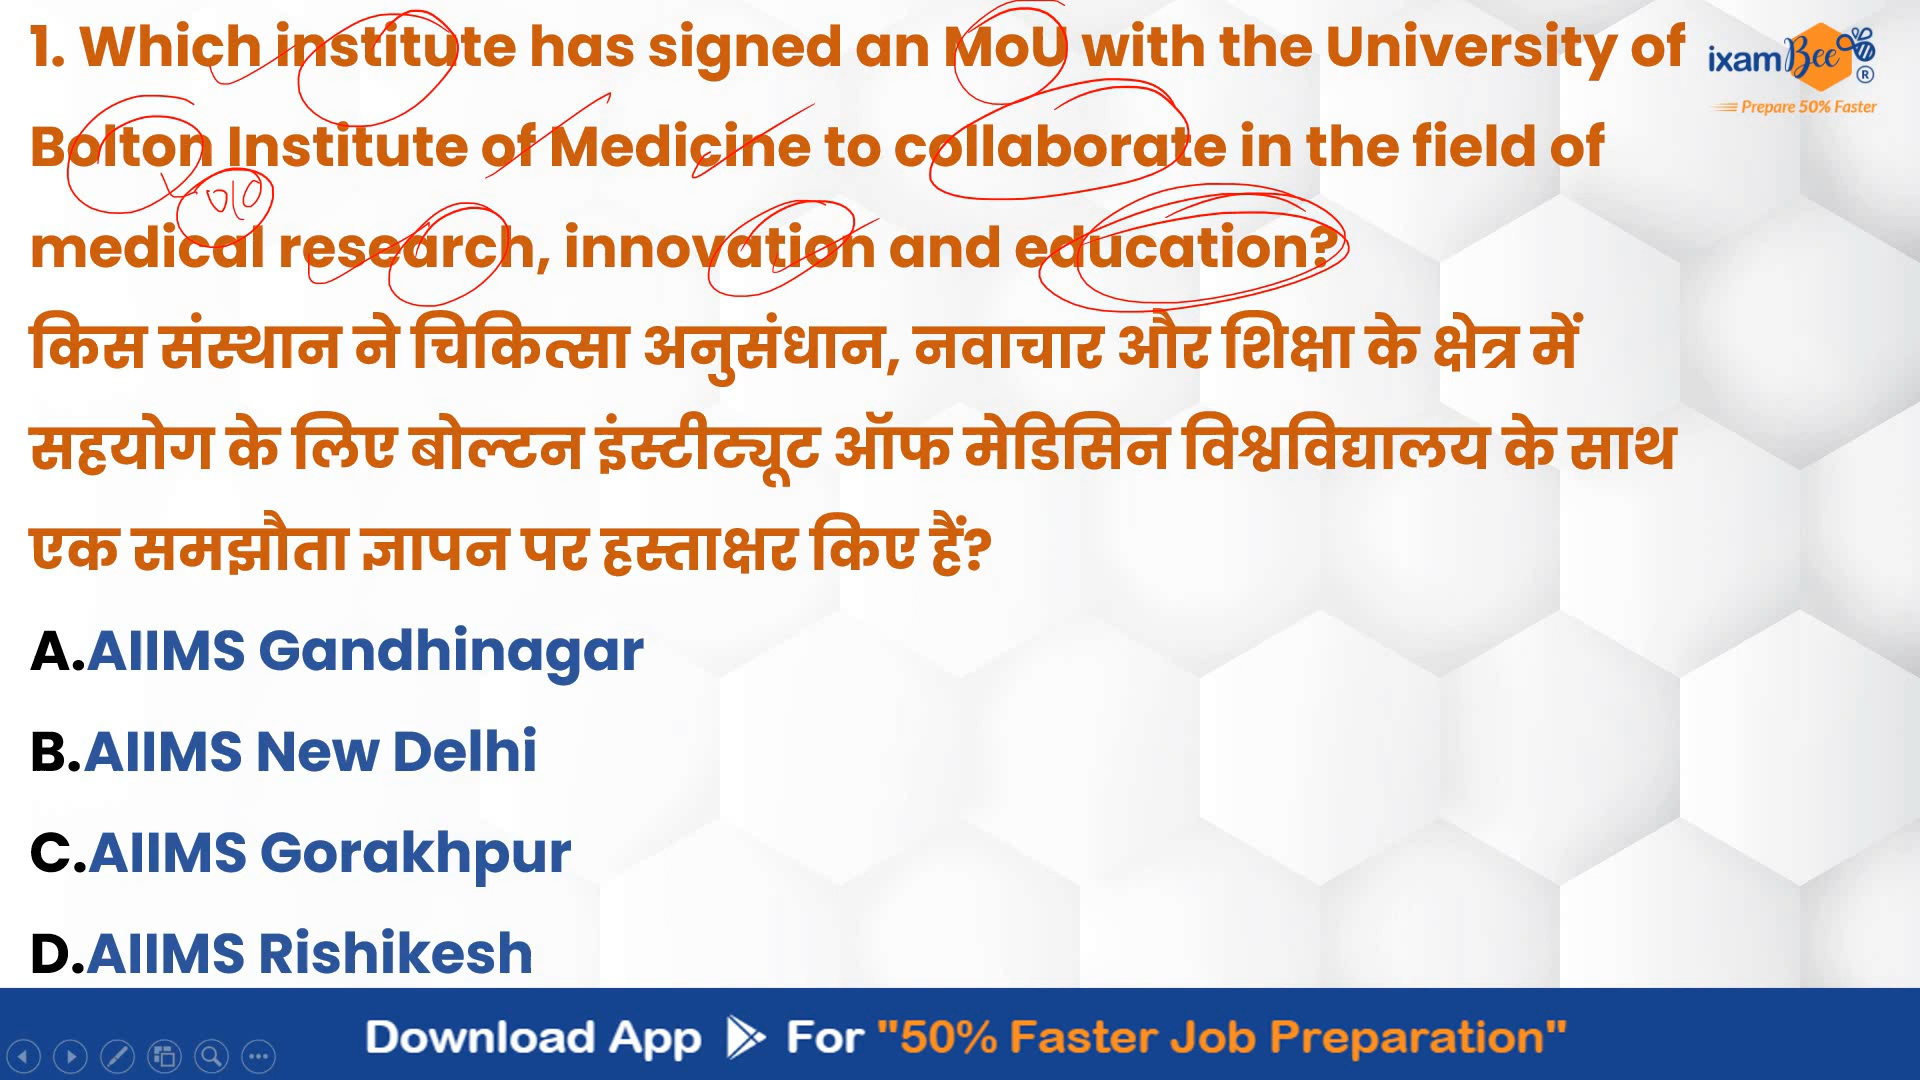 1. Which institute has signed an MoU with the University of
Bolton Institute of Medicine to collaborate in the field of
medical research, innovation and education?
किस संस्थान ने चिकित्सा अनुसंधान, नवाचार और शिक्षा के क्षेत्र में
सहयोग के लिए बोल्टन इंस्टीट्यूट ऑफ मेडिसिन विश्वविद्यालय के साथ
एक समझौता ज्ञापन पर हस्ताक्षर किए हैं?
A.AIIMS Gandhinagar
B.AIIMS New Delhi
C.AIIMS Gorakhpur
D.AIIMS Rishikesh
ixamBee ®
Prepare 50% Faster
Download App For "50% Faster Job Preparation"